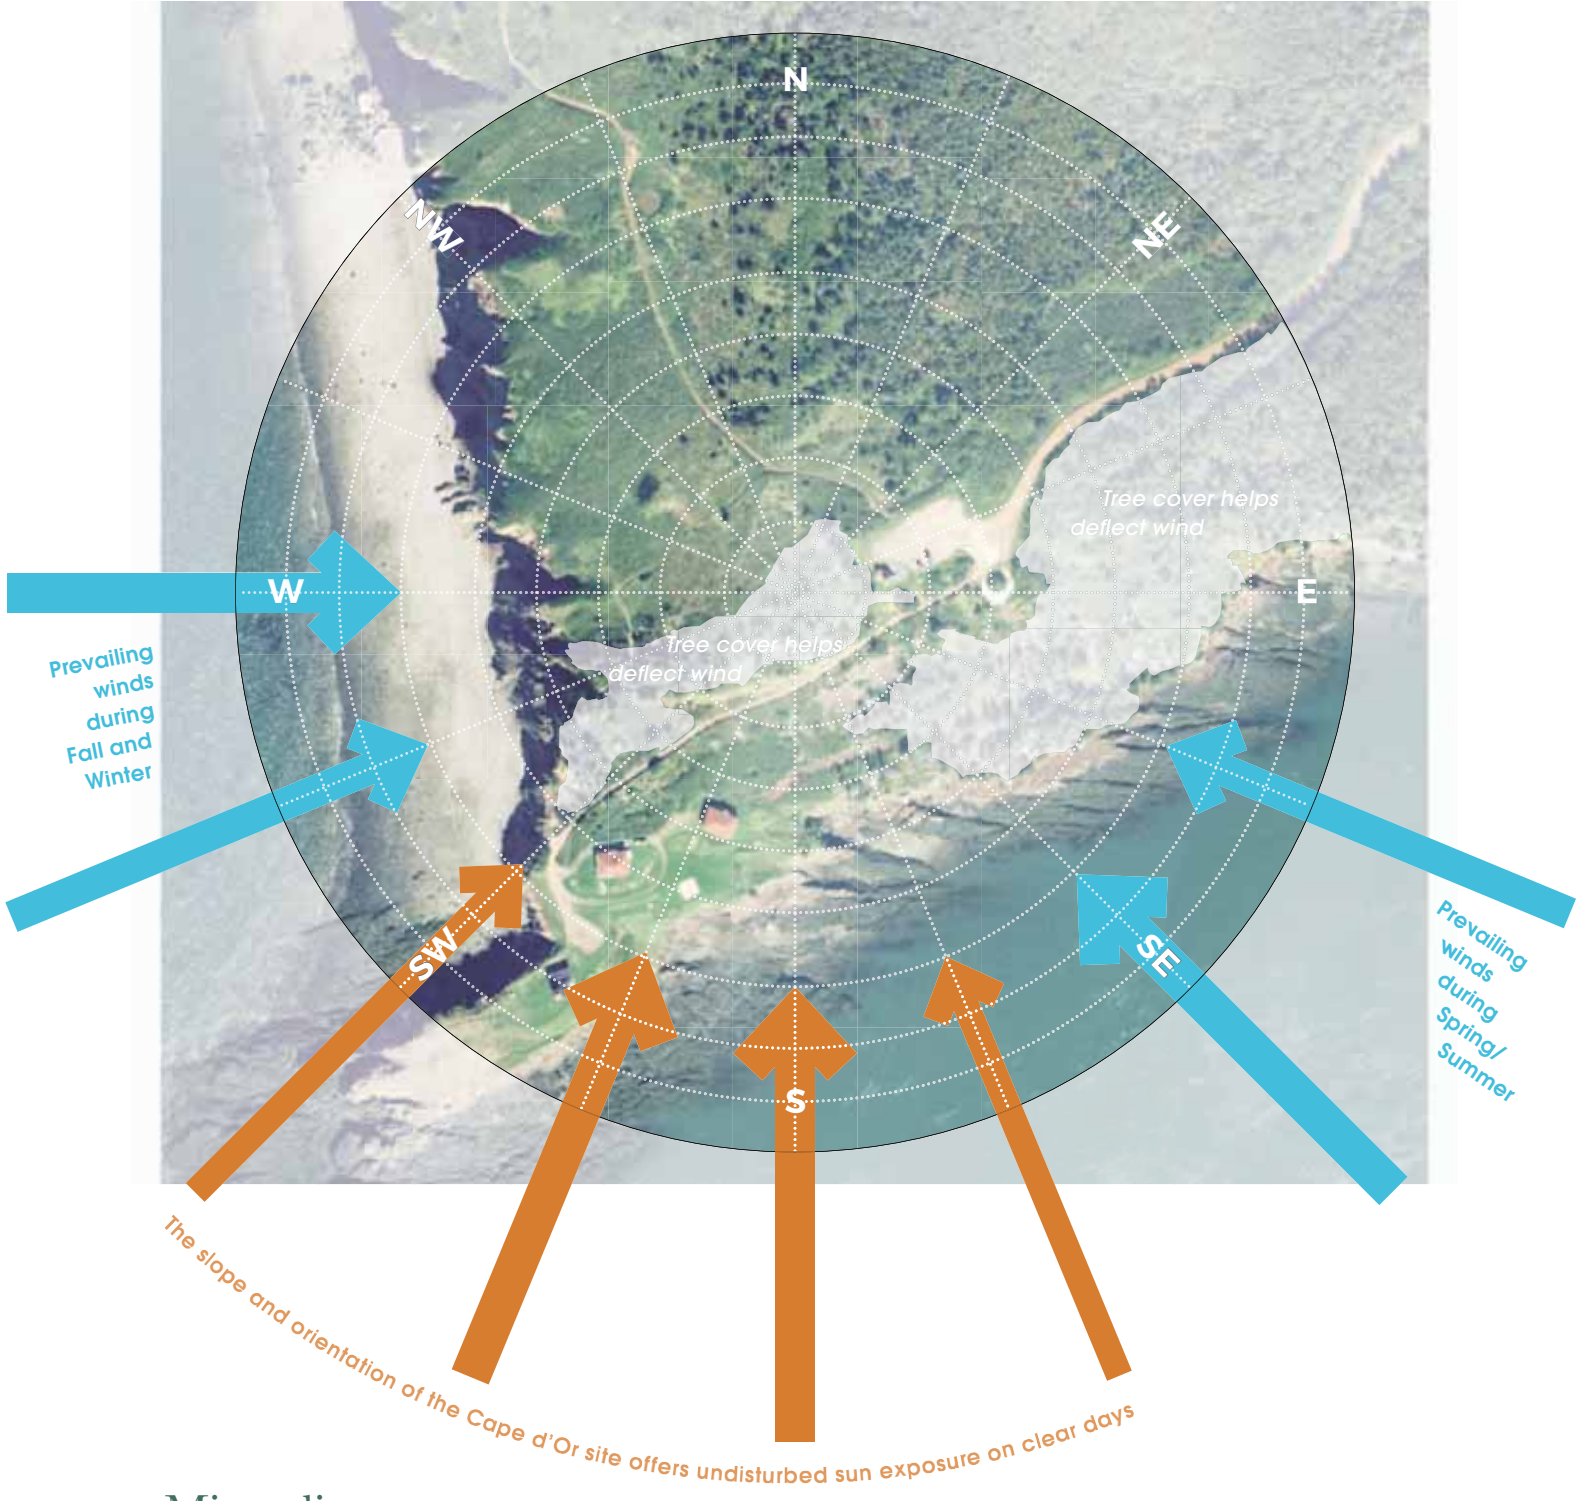 N
NW
NE
Tree cover helps
deflect wind
W
E
Tree cover helps
deflect wind
Prevailing
winds
during
Fall and
Winter
Prevailing
winds
during
Spring/
Summer
SW
SE
S
The slope and orientation of the Cape d'Or site offers undisturbed sun exposure on clear days